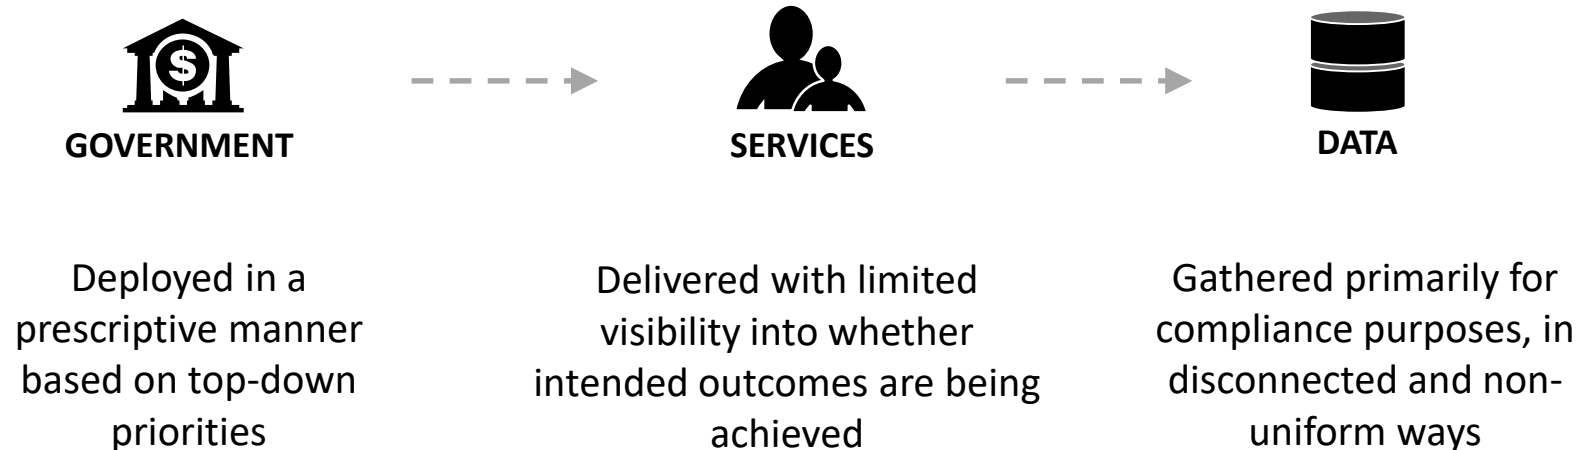 $
GOVERNMENT
SERVICES
DATA
Deployed in a
prescriptive manner
based on top-down
priorities
Delivered with limited
visibility into whether
intended outcomes are being
achieved
Gathered primarily for
compliance purposes, in
disconnected and non-
uniform ways